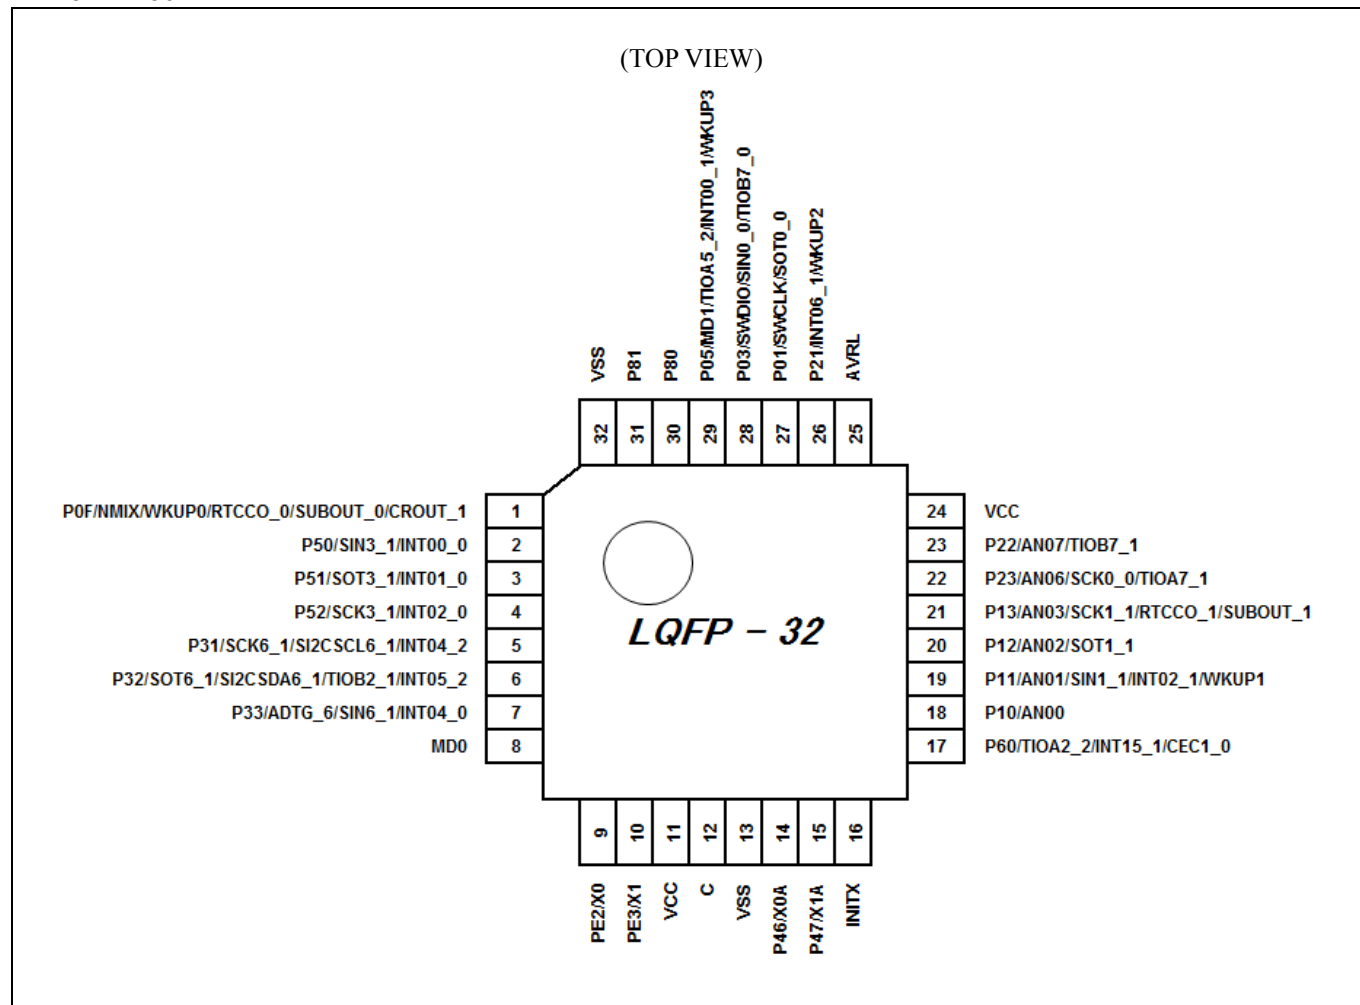 (TOP VIEW)
VSS
P81
P80
P05/MD1/TIOA5_2/INT00_1/WKUP3
P03/SWDIO/SIN0_0/TIOB7_0
P01/SWCLK/SOT0_0
P21/INT06_1/WKUP2
AVRL
32 31 30 29 28 27 26 25
P0F/NMIX/WKUP0/RTCCO_0/SUBOUT_0/CROUT_1 1
P50/SIN3_1/INT00_0 2
P51/SOT3_1/INT01_0 3
P52/SCK3_1/INT02_0 4
P31/SCK6_1/SI2CSCL6_1/INT04_2 5
P32/SOT6_1/SI2CSDA6_1/TIOB2_1/INT05_2 6
P33/ADTG_6/SIN6_1/INT04_0 7
MD0 8
LQFP - 32
24 VCC
23 P22/AN07/TIOB7_1
22 P23/AN06/SCK0_0/TIOA7_1
21 P13/AN03/SCK1_1/RTCCO_1/SUBOUT_1
20 P12/AN02/SOT1_1
19 P11/AN01/SIN1_1/INT02_1/WKUP1
18 P10/AN00
17 P60/TIOA2_2/INT15_1/CEC1_0
9 10 11 12 13 14 15 16
PE2/X0
PE3/X1
VCC
C
VSS
P46/X0A
P47/X1A
INITX